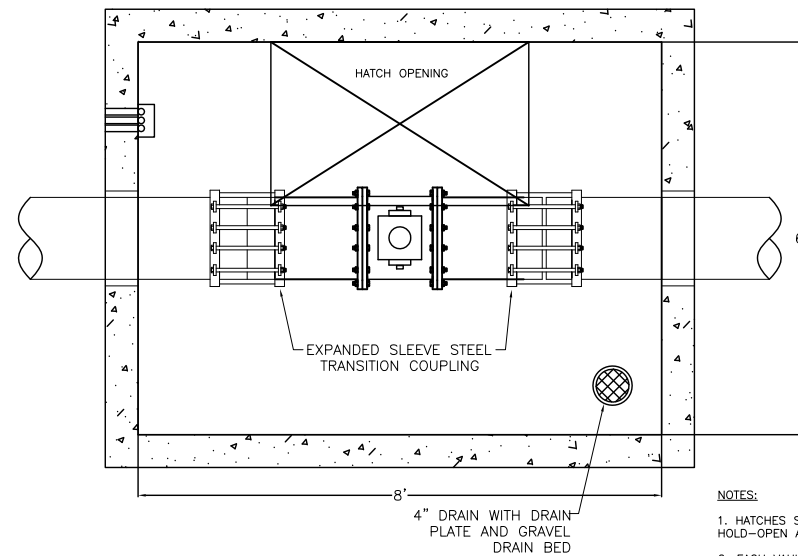 HATCH OPENING
EXPANDED SLEEVE STEEL
TRANSITION COUPLING
8'
4" DRAIN WITH DRAIN
PLATE AND GRAVEL
DRAIN BED
NOTES:
1. HATCHES
HOLD-OPEN